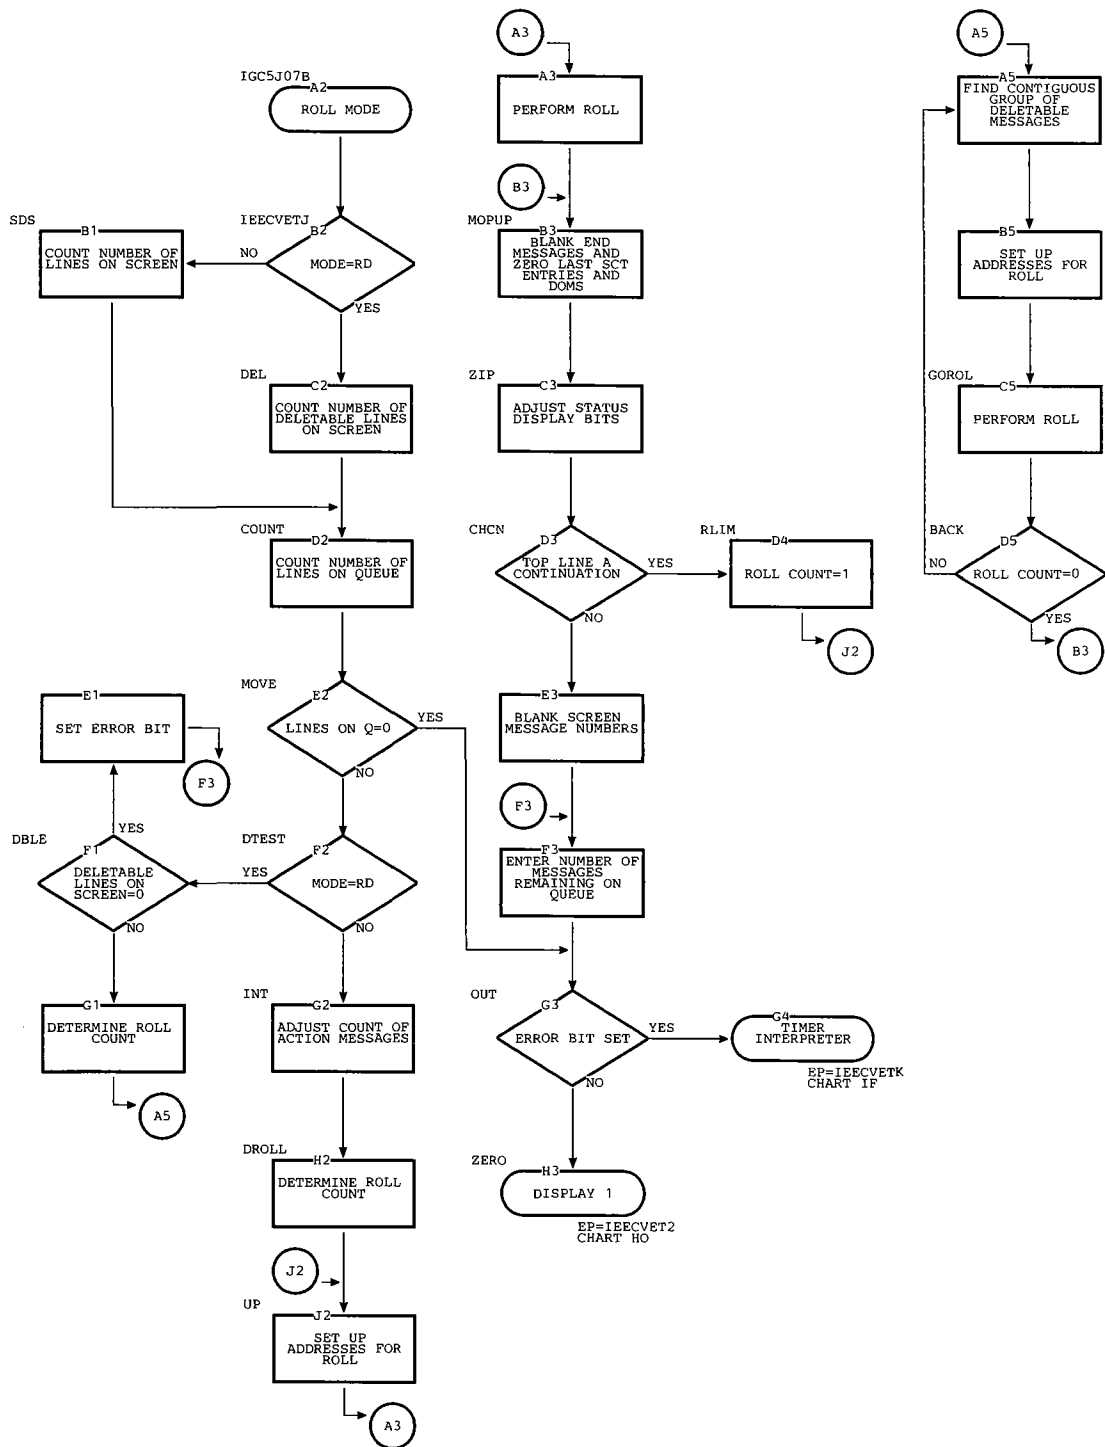 IGC5J07B
A2
ROLL MODE
IEECVETJ
B2
MODE=RD
NO
YES
SDS
B1
COUNT NUMBER OF
LINES ON SCREEN
DEL
C2
COUNT NUMBER OF
DELETABLE LINES
ON SCREEN
COUNT
D2
COUNT NUMBER OF
LINES ON QUEUE
MOVE
E2
LINES ON Q=0
YES
NO
E1
SET ERROR BIT
F3
DBLE
YES
F1
DELETABLE
LINES ON
SCREEN=0
NO
DTEST
F2
MODE=RD
YES
NO
G1
DETERMINE ROLL
COUNT
A5
INT
G2
ADJUST COUNT OF
ACTION MESSAGES
DROLL
H2
DETERMINE ROLL
COUNT
J2
UP
J2
SET UP
ADDRESSES FOR
ROLL
A3
A3
A3
PERFORM ROLL
B3
MOPUP
B3
BLANK END
MESSAGES AND
ZERO LAST SCT
ENTRIES AND
DOMS
ZIP
C3
ADJUST STATUS
DISPLAY BITS
CHCN
D3
TOP LINE A
CONTINUATION
YES
NO
RLIM
D4
ROLL COUNT=1
J2
E3
BLANK SCREEN
MESSAGE NUMBERS
F3
F3
ENTER NUMBER OF
MESSAGES
REMAINING ON
QUEUE
OUT
G3
ERROR BIT SET
YES
NO
G4
TIMER
INTERPRETER
EP=IEECVETK
CHART IF
ZERO
H3
DISPLAY 1
EP=IEECVET2
CHART HO
A5
A5
FIND CONTIGUOUS
GROUP OF
DELETABLE
MESSAGES
B5
SET UP
ADDRESSES FOR
ROLL
GOROL
C5
PERFORM ROLL
BACK
D5
ROLL COUNT=0
NO
YES
B3